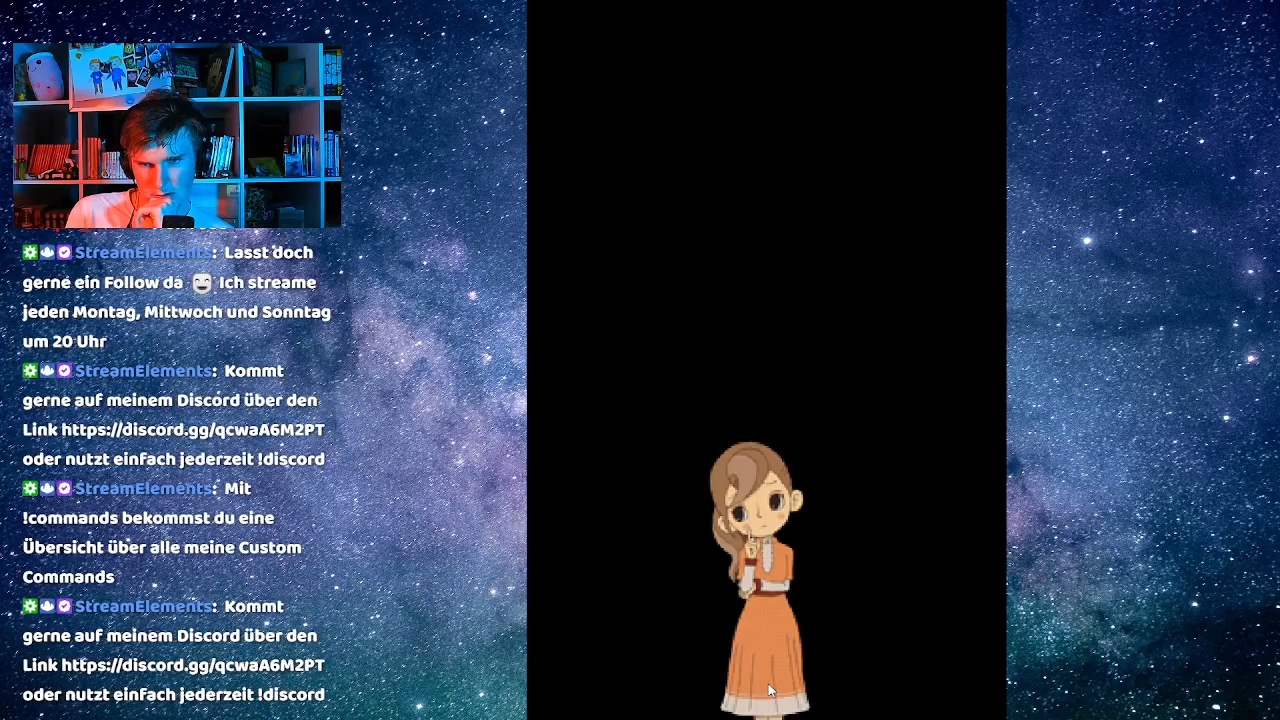 StreamElements: Lasst doch
gerne ein Follow da Ich streame
jeden Montag, Mittwoch und Sonntag
um 20 Uhr
StreamElements: Kommt
gerne auf meinem Discord über den
Link https://discord.gg/qcwaA6M2PT
oder nutzt einfach jederzeit !discord
StreamElements: Mit
!commands bekommst du eine
Übersicht über alle meine Custom
Commands
StreamElements: Kommt
gerne auf meinem Discord über den
Link https://discord.gg/qcwaA6M2PT
oder nutzt einfach jederzeit !discord